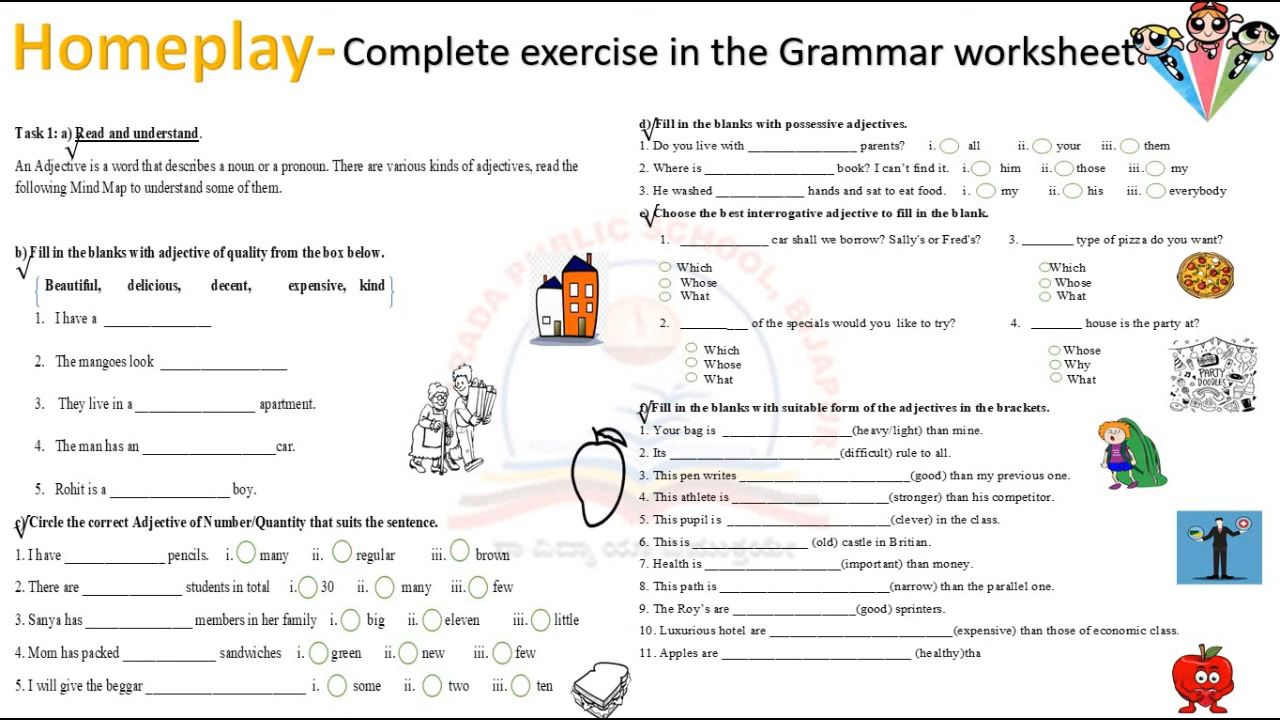 Homeplay- Complete exercise in the Grammar worksheet
Task 1: a) Read and understand.
An Adjective is a word that describes a noun or a pronoun. There are various kinds of adjectives, read the
following Mind Map to understand some of them.
b) Fill in the blanks with adjective of quality from the box below.
Beautiful, delicious, decent, expensive, kind
1. I have a ________________
2. The mangoes look ___________________
3. They live in a ______________________ apartment.
4. The man has an ____________________car.
5. Rohit is a __________________ boy.
c) Circle the correct Adjective of Number/Quantity that suits the sentence.
1. I have _______________ pencils. i. many ii. regular iii. brown
2. There are _______________ students in total i. 30 ii. many iii. few
3. Sanya has ________________ members in her family i. big ii. eleven iii. little
4. Mom has packed ______________ sandwiches i. green ii. new iii. few
5. I will give the beggar ________________________ i. some ii. two iii. ten
d) Fill in the blanks with possessive adjectives.
1. Do you live with _________________ parents? i. all ii. your iii. them
2. Where is ____________________ book? I can't find it. i. him ii. those iii. my
3. He washed ______________ hands and sat to eat food. i. my ii. his iii. everybody
e) Choose the best interrogative adjective to fill in the blank.
1. ______________ car shall we borrow? Sally's or Fred's?
Which
Whose
What
2. ___________ of the specials would you like to try?
Which
Whose
What
3. ________ type of pizza do you want?
Which
Whose
What
4. ________ house is the party at?
Whose
Why
What
PARTY
DOODLES
f) Fill in the blanks with suitable form of the adjectives in the brackets.
1. Your bag is ____________________(heavy/light) than mine.
2. Its __________________________(difficult) rule to all.
3. This pen writes __________________________(good) than my previous one.
4. This athlete is ________________________(stronger) than his competitor.
5. This pupil is _________________________(clever) in the class.
6. This is __________________ (old) castle in Britian.
7. Health is _____________________(important) than money.
8. This path is __________________________(narrow) than the parallel one.
9. The Roy's are ___________________(good) sprinters.
10. Luxurious hotel are ____________________________(expensive) than those of economic class.
11. Apples are _____________________________ (healthy)tha